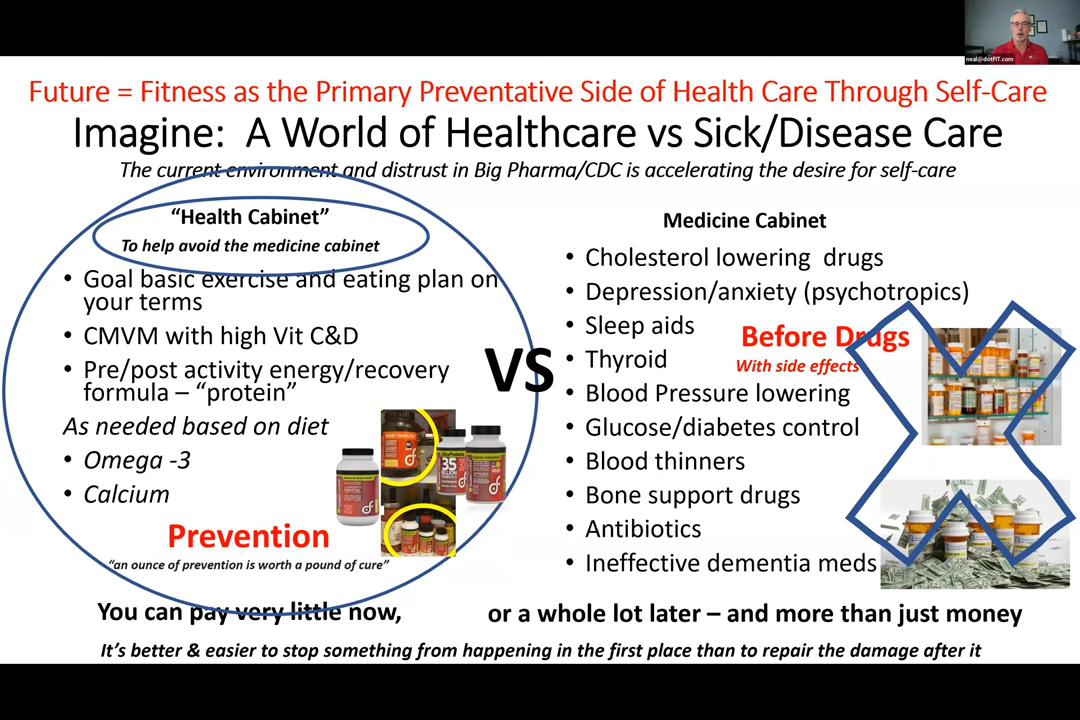 neal@dotFIT.com
Future = Fitness as the Primary Preventative Side of Health Care Through Self-Care
Imagine: A World of Healthcare vs Sick/Disease Care
The current environment and distrust in Big Pharma/CDC is accelerating the desire for self-care
“Health Cabinet”
To help avoid the medicine cabinet
• Goal basic exercise and eating plan on
your terms
• CMVM with high Vit C&D
• Pre/post activity energy/recovery
formula – “protein”
As needed based on diet
• Omega -3
• Calcium
Prevention
“an ounce of prevention is worth a pound of cure”
VS
35
Medicine Cabinet
• Cholesterol lowering drugs
• Depression/anxiety (psychotropics)
• Sleep aids
• Thyroid
• Blood Pressure lowering
• Glucose/diabetes control
• Blood thinners
• Bone support drugs
• Antibiotics
• Ineffective dementia meds
Before Drugs
With side effects
You can pay very little now,
or a whole lot later – and more than just money
It’s better & easier to stop something from happening in the first place than to repair the damage after it